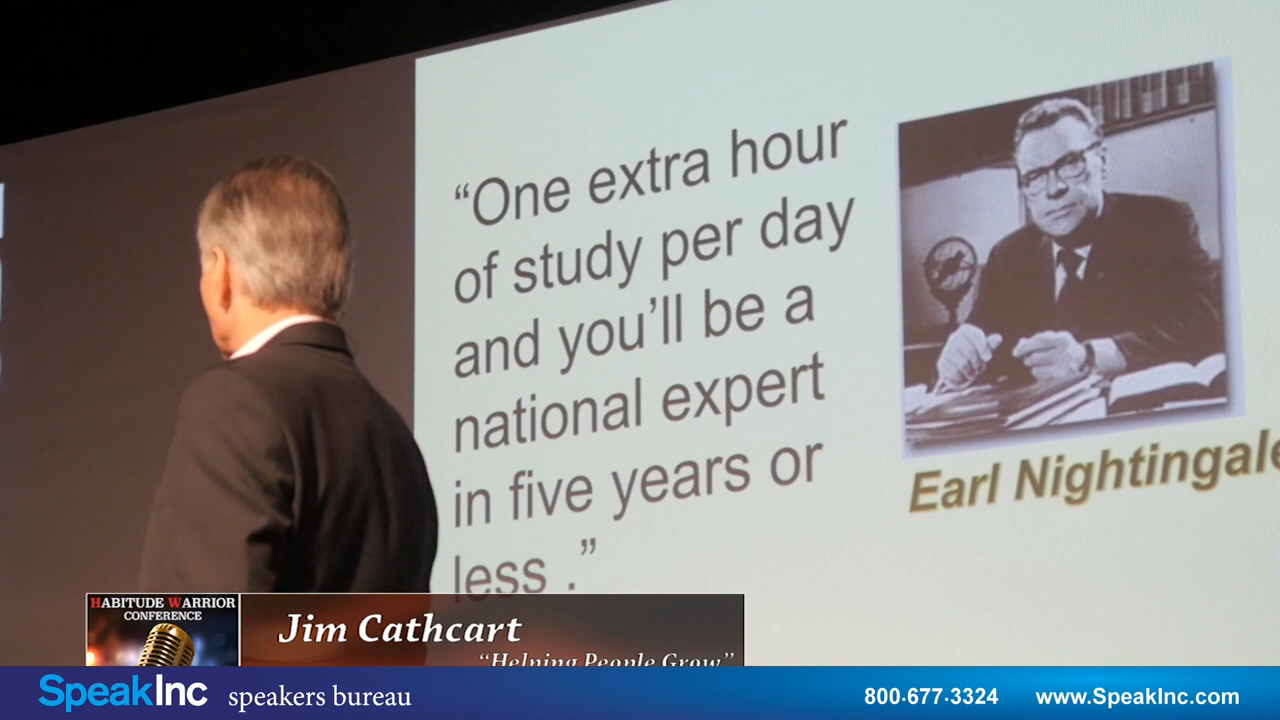 “One extra hour
of study per day
and you’ll be a
national expert
in five years or
less .”
Earl Nightingale
HABITUDE WARRIOR
CONFERENCE
Jim Cathcart
“Helping People Grow”
SpeakInc speakers bureau
800·677·3324 www.SpeakInc.com